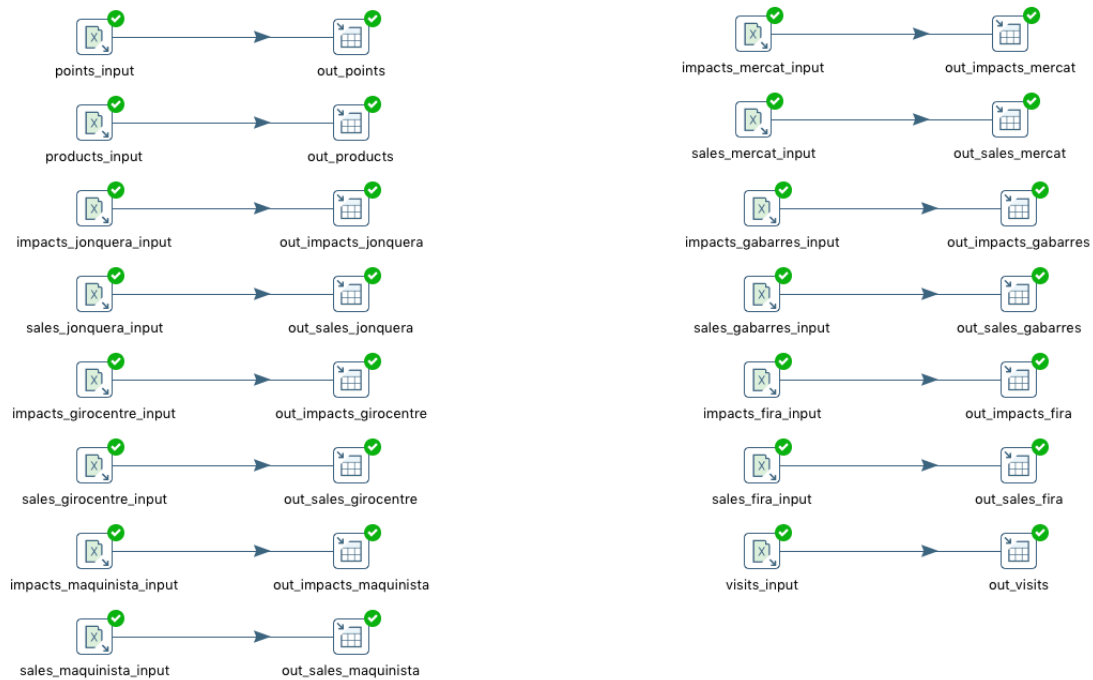 points_input
out_points
products_input
out_products
impacts_jonquera_input
out_impacts_jonquera
sales_jonquera_input
out_sales_jonquera
impacts_girocentre_input
out_impacts_girocentre
sales_girocentre_input
out_sales_girocentre
impacts_maquinista_input
out_impacts_maquinista
sales_maquinista_input
out_sales_maquinista
impacts_mercat_input
out_impacts_mercat
sales_mercat_input
out_sales_mercat
impacts_gabarres_input
out_impacts_gabarres
sales_gabarres_input
out_sales_gabarres
impacts_fira_input
out_impacts_fira
sales_fira_input
out_sales_fira
visits_input
out_visits